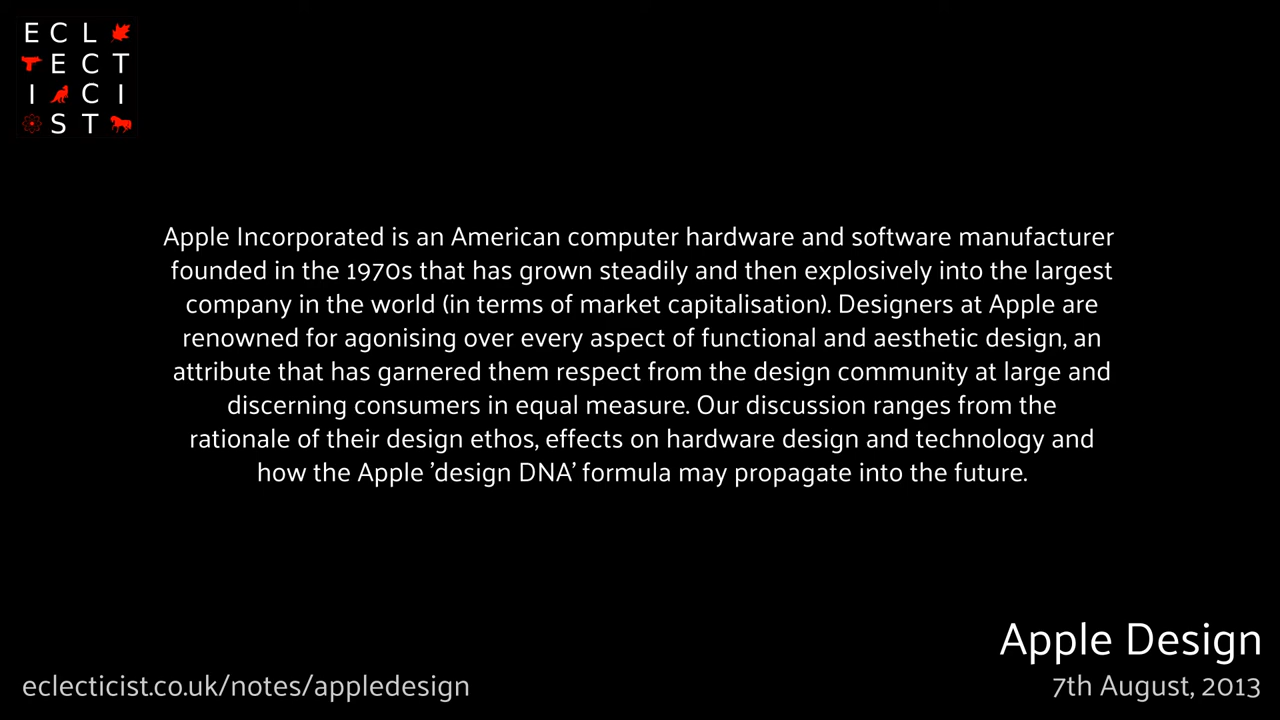 ECL
ECT
I CI
ST
Apple Incorporated is an American computer hardware and software manufacturer
founded in the 1970s that has grown steadily and then explosively into the largest
company in the world (in terms of market capitalisation). Designers at Apple are
renowned for agonising over every aspect of functional and aesthetic design, an
attribute that has garnered them respect from the design community at large and
discerning consumers in equal measure. Our discussion ranges from the
rationale of their design ethos, effects on hardware design and technology and
how the Apple 'design DNA' formula may propagate into the future.
Apple Design
eclecticist.co.uk/notes/appledesign
7th August, 2013